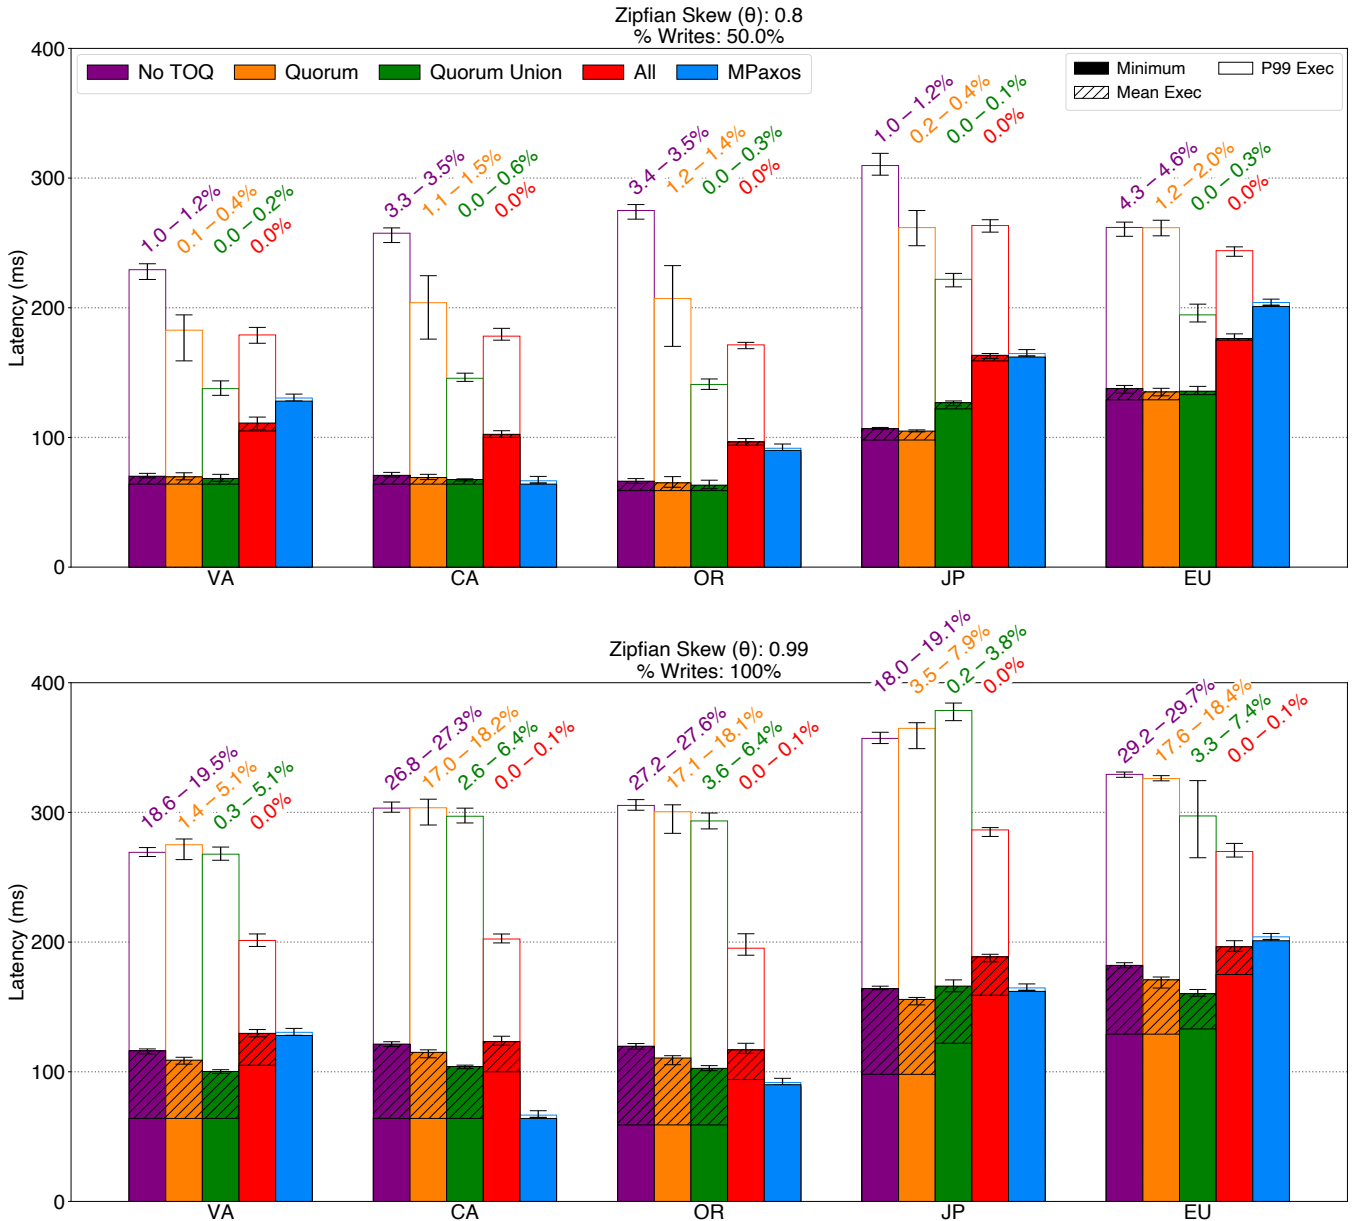 Zipfian Skew (θ): 0.8
% Writes: 50.0%
No TOQ
Quorum
Quorum Union
All
MPaxos
Minimum
Mean Exec
P99 Exec
Latency (ms)
400
300
200
100
0
1.0 – 1.2%
0.1 – 0.4%
0.0 – 0.2%
0.0%
3.3 – 3.5%
1.1 – 1.5%
0.0 – 0.6%
0.0%
3.4 – 3.5%
1.2 – 1.4%
0.0 – 0.3%
0.0%
1.0 – 1.2%
0.2 – 0.4%
0.0 – 0.1%
0.0%
4.3 – 4.6%
1.2 – 2.0%
0.0 – 0.3%
0.0%
VA
CA
OR
JP
EU
Zipfian Skew (θ): 0.99
% Writes: 100%
Latency (ms)
400
300
200
100
0
18.6 – 19.5%
1.4 – 5.1%
0.3 – 5.1%
0.0%
26.8 – 27.3%
17.0 – 18.2%
2.6 – 6.4%
0.0 – 0.1%
27.2 – 27.6%
17.1 – 18.1%
3.6 – 6.4%
0.0 – 0.1%
18.0 – 19.1%
3.5 – 7.9%
0.2 – 3.8%
0.0%
29.2 – 29.7%
17.6 – 18.4%
3.3 – 7.4%
0.0 – 0.1%
VA
CA
OR
JP
EU